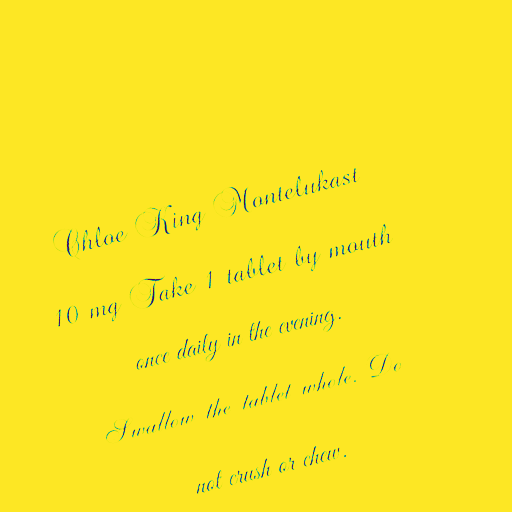 Chloe King Montelukast
10 mg Take 1 tablet by mouth
once daily in the evening.
Swallow the tablet whole. Do
not crush or chew.